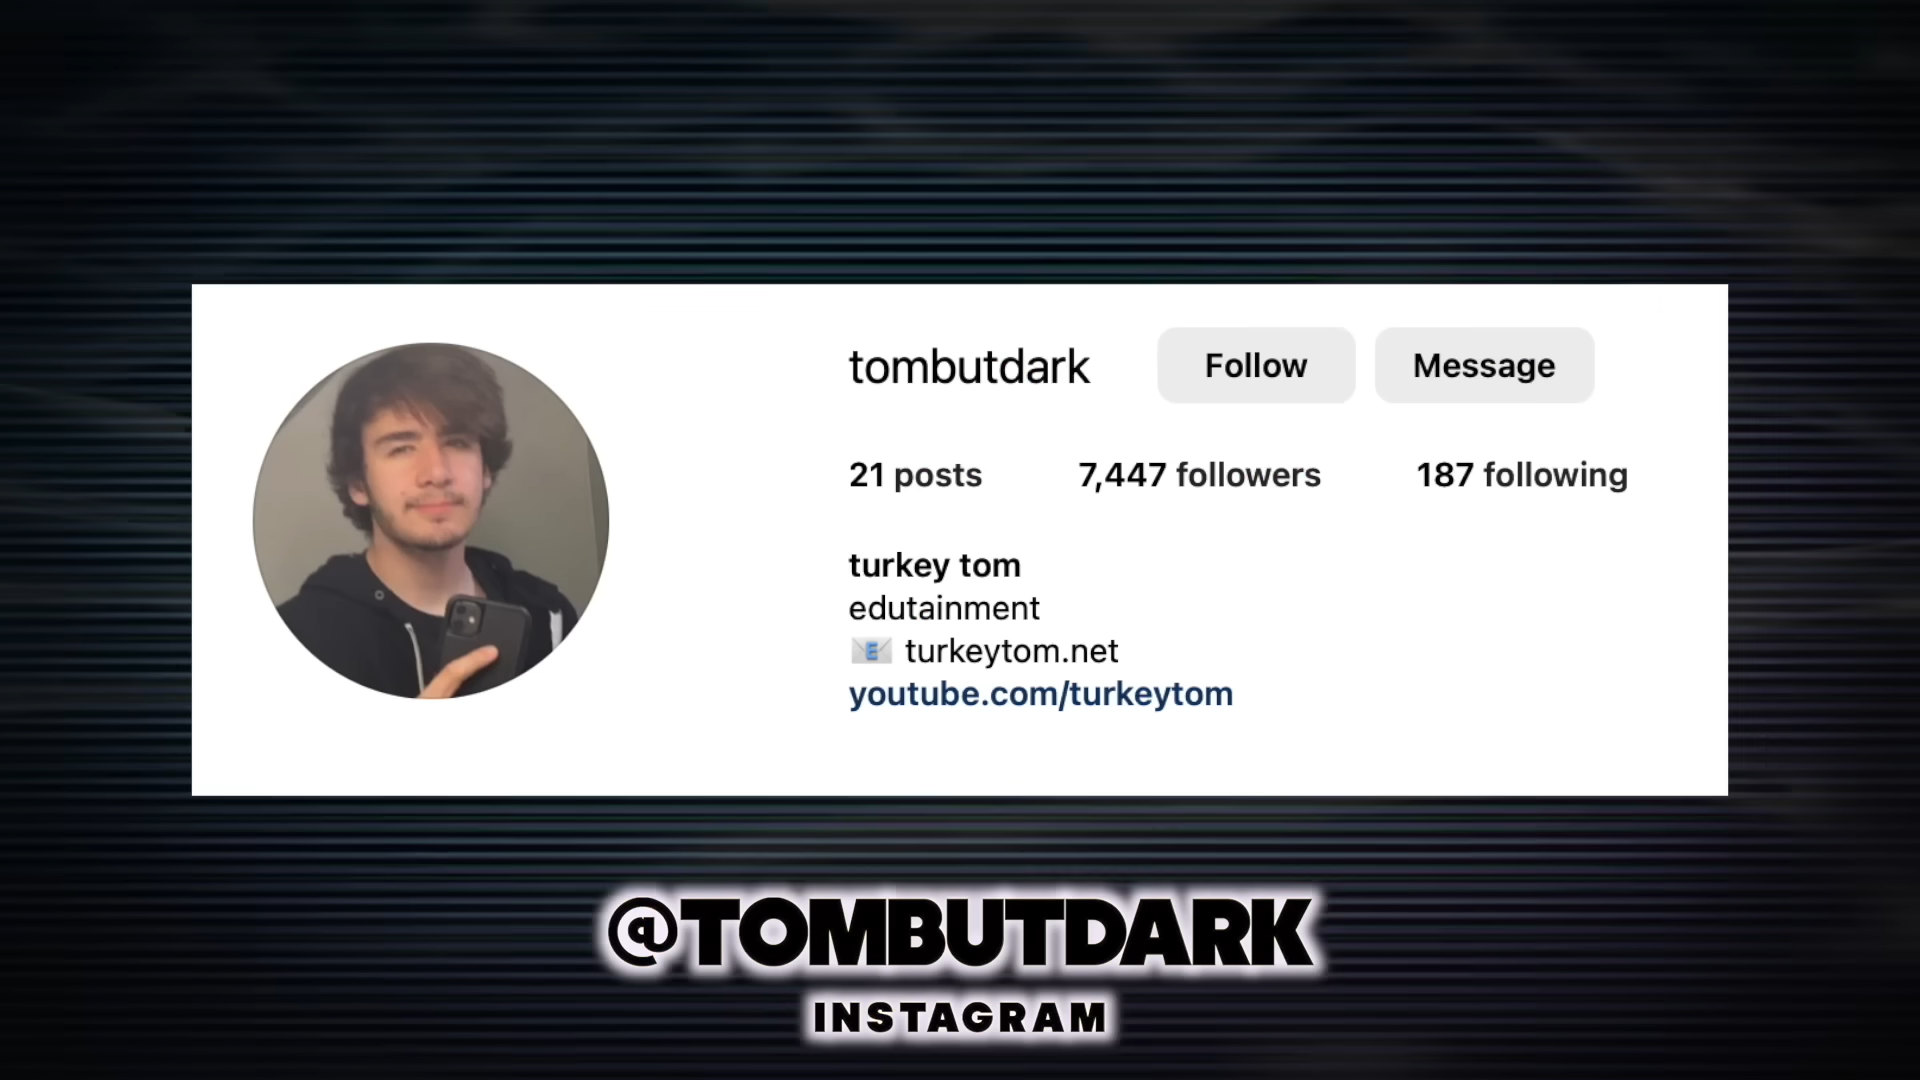 tombutdark Follow Message
21 posts 7,447 followers 187 following
turkey tom
edutainment
📧 turkeytom.net
youtube.com/turkeytom
@TOMBUTDARK
INSTAGRAM